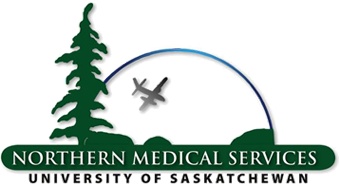 NORTHERN MEDICAL SERVICES
UNIVERSITY OF SASKATCHEWAN